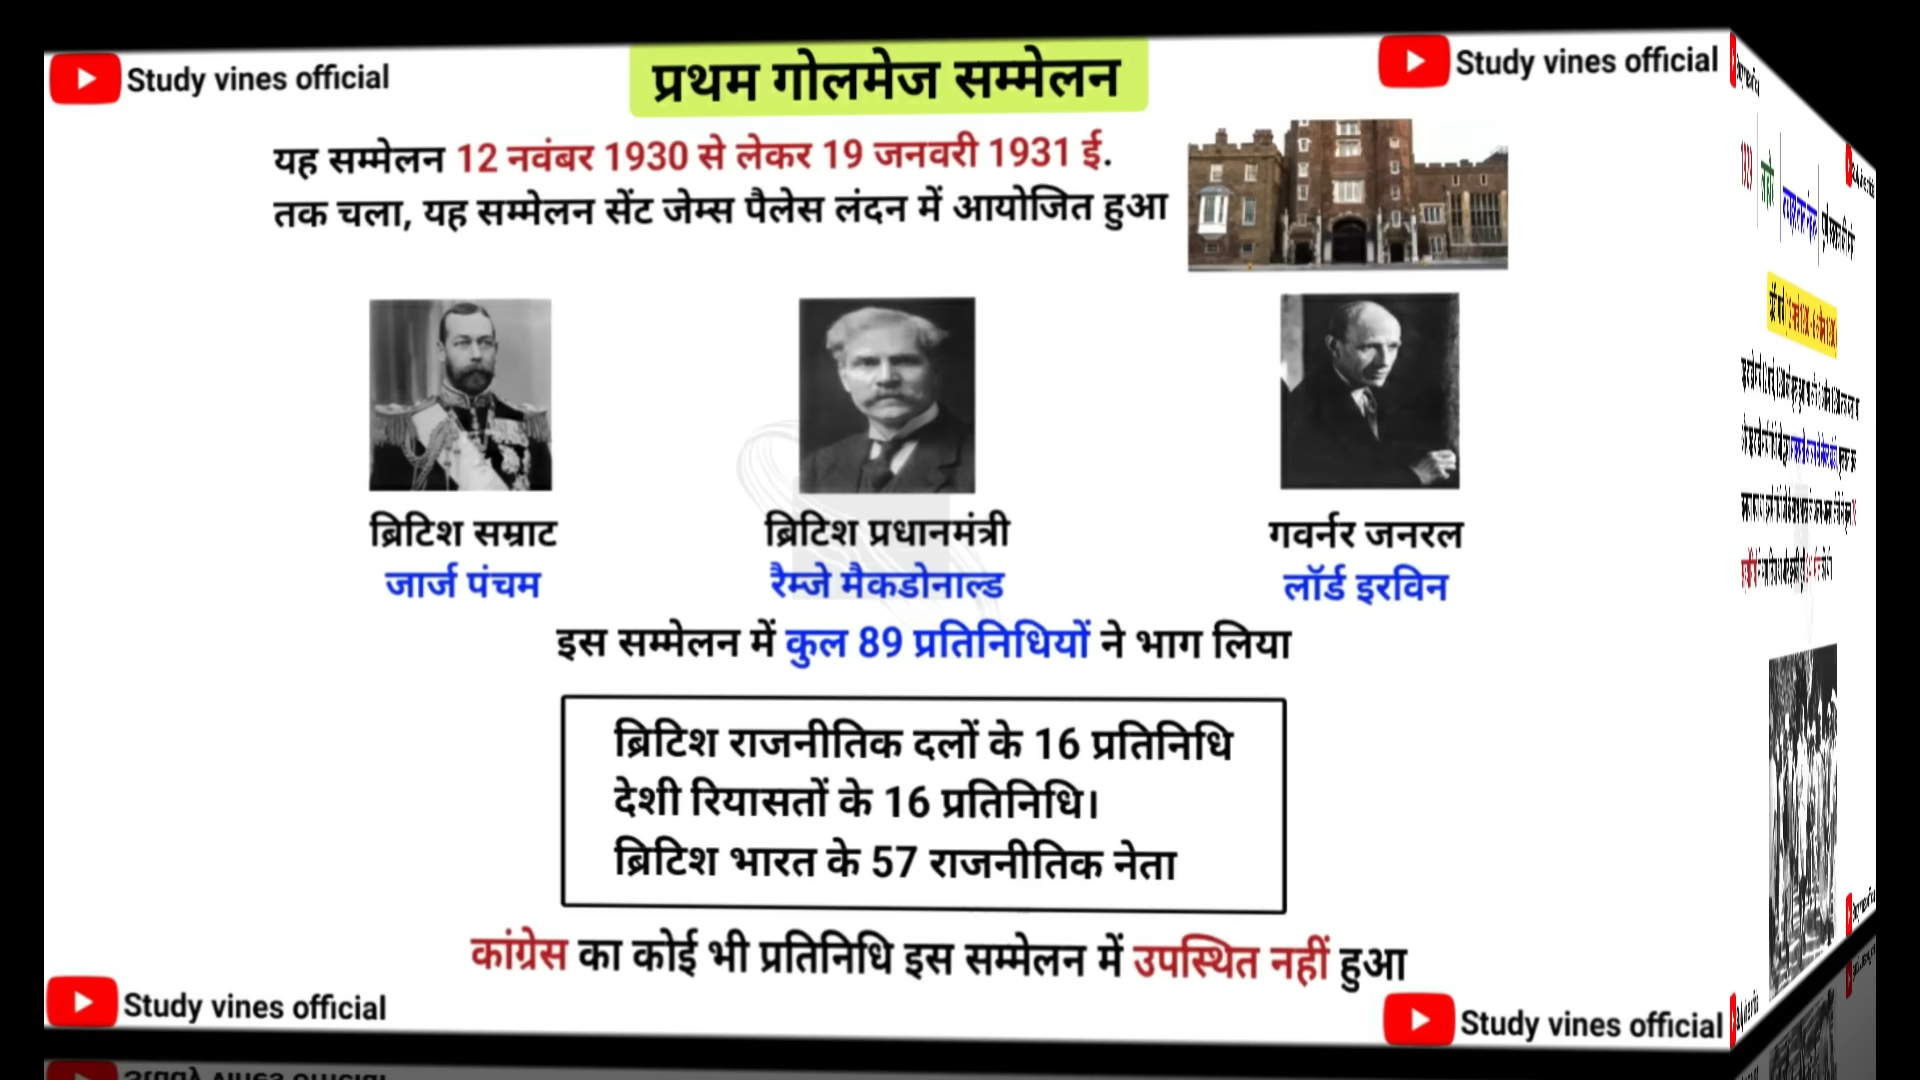 Study vines official
प्रथम गोलमेज सम्मेलन
Study vines official
यह सम्मेलन 12 नवंबर 1930 से लेकर 19 जनवरी 1931 ई.
तक चला, यह सम्मेलन सेंट जेम्स पैलेस लंदन में आयोजित हुआ
ब्रिटिश सम्राट
जार्ज पंचम
ब्रिटिश प्रधानमंत्री
रैम्जे मैकडोनाल्ड
गवर्नर जनरल
लॉर्ड इरविन
इस सम्मेलन में कुल 89 प्रतिनिधियों ने भाग लिया
ब्रिटिश राजनीतिक दलों के 16 प्रतिनिधि
देशी रियासतों के 16 प्रतिनिधि।
ब्रिटिश भारत के 57 राजनीतिक नेता
कांग्रेस का कोई भी प्रतिनिधि इस सम्मेलन में उपस्थित नहीं हुआ
Study vines official
Study vines official